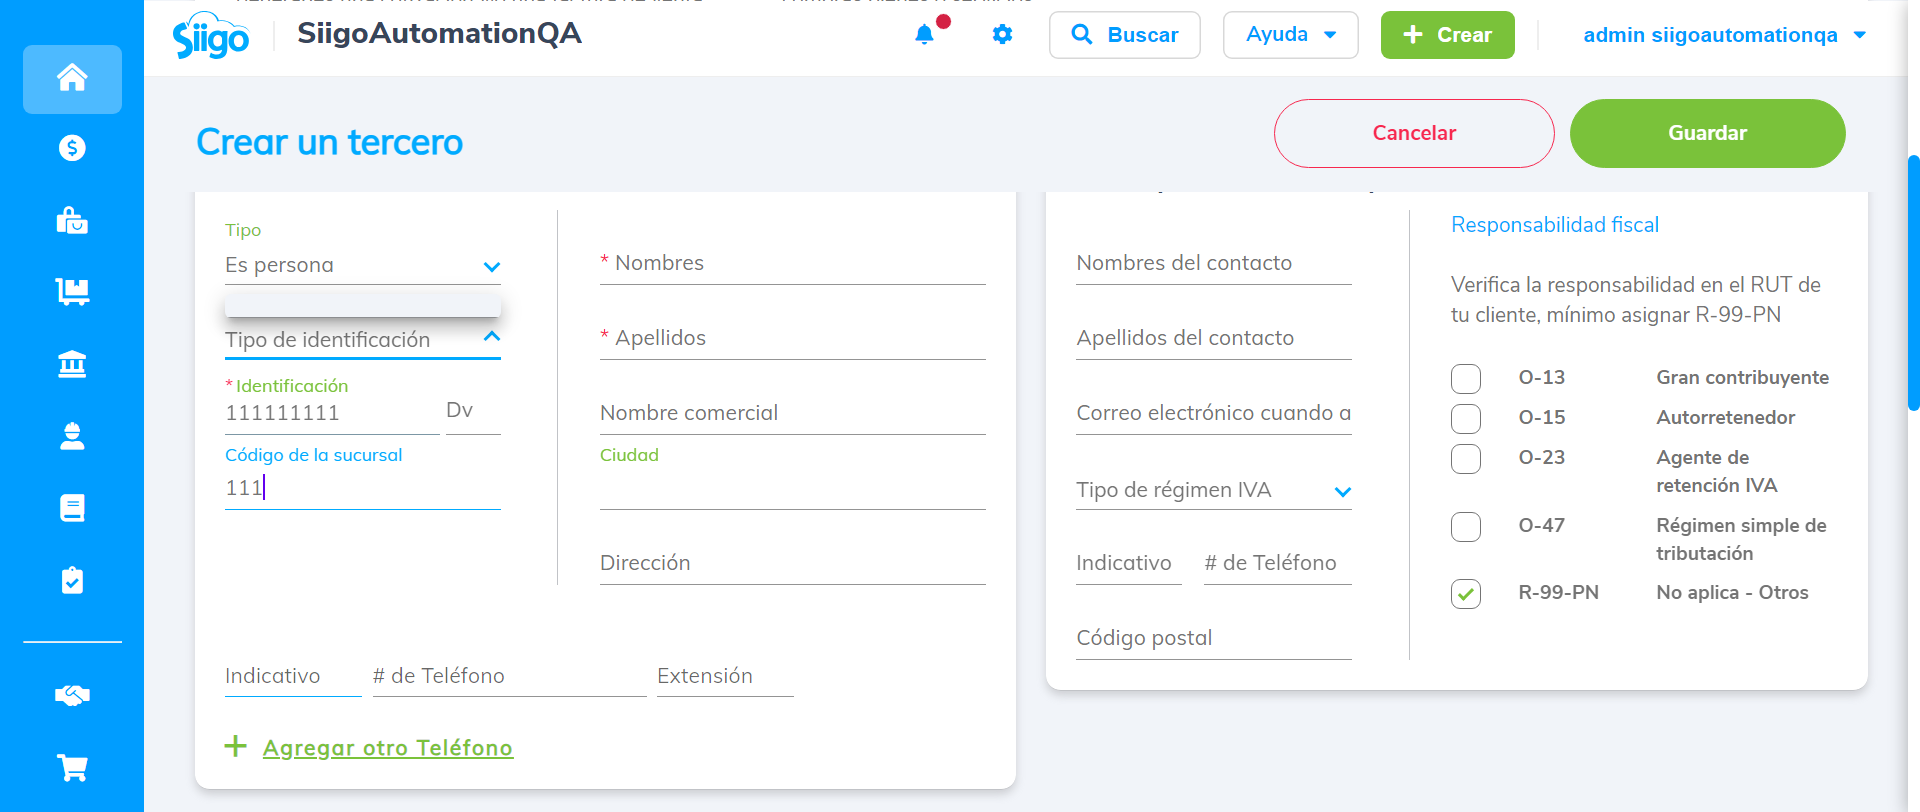 Siigo
SiigoAutomationQA
Buscar
Ayuda
Crear
admin siigoautomationqa
Crear un tercero
Cancelar
Guardar
Tipo
Es persona
Tipo de identificación
* Identificación
111111111
Dv
Código de la sucursal
111
* Nombres
* Apellidos
Nombre comercial
Ciudad
Dirección
Indicativo
# de Teléfono
Extensión
+ Agregar otro Teléfono
Nombres del contacto
Apellidos del contacto
Correo electrónico cuando a
Tipo de régimen IVA
Indicativo
# de Teléfono
Código postal
Responsabilidad fiscal
Verifica la responsabilidad en el RUT de
tu cliente, mínimo asignar R-99-PN
O-13 Gran contribuyente
O-15 Autorretenedor
O-23 Agente de
retención IVA
O-47 Régimen simple de
tributación
R-99-PN No aplica - Otros